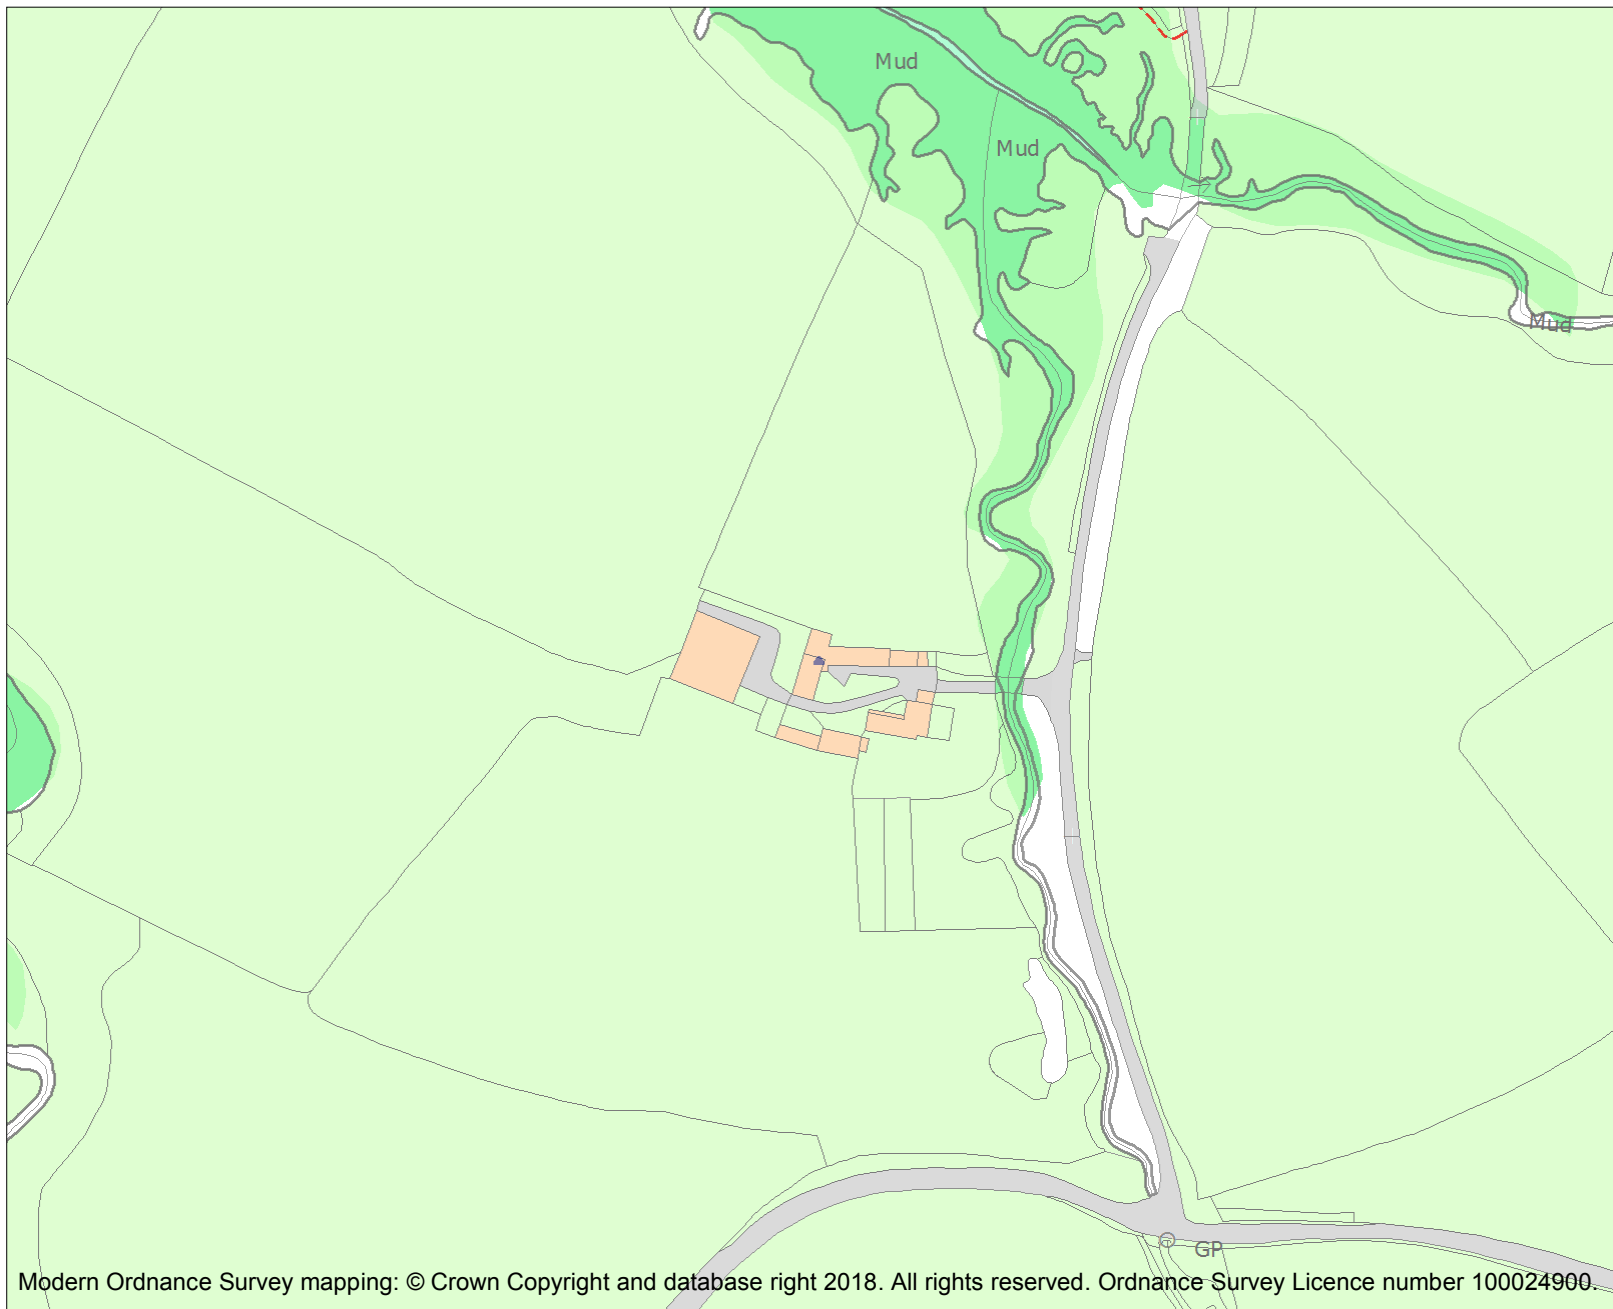 Mud
Mud
Mud
GP
Modern Ordnance Survey mapping: © Crown Copyright and database right 2018. All rights reserved. Ordnance Survey Licence number 100024900.